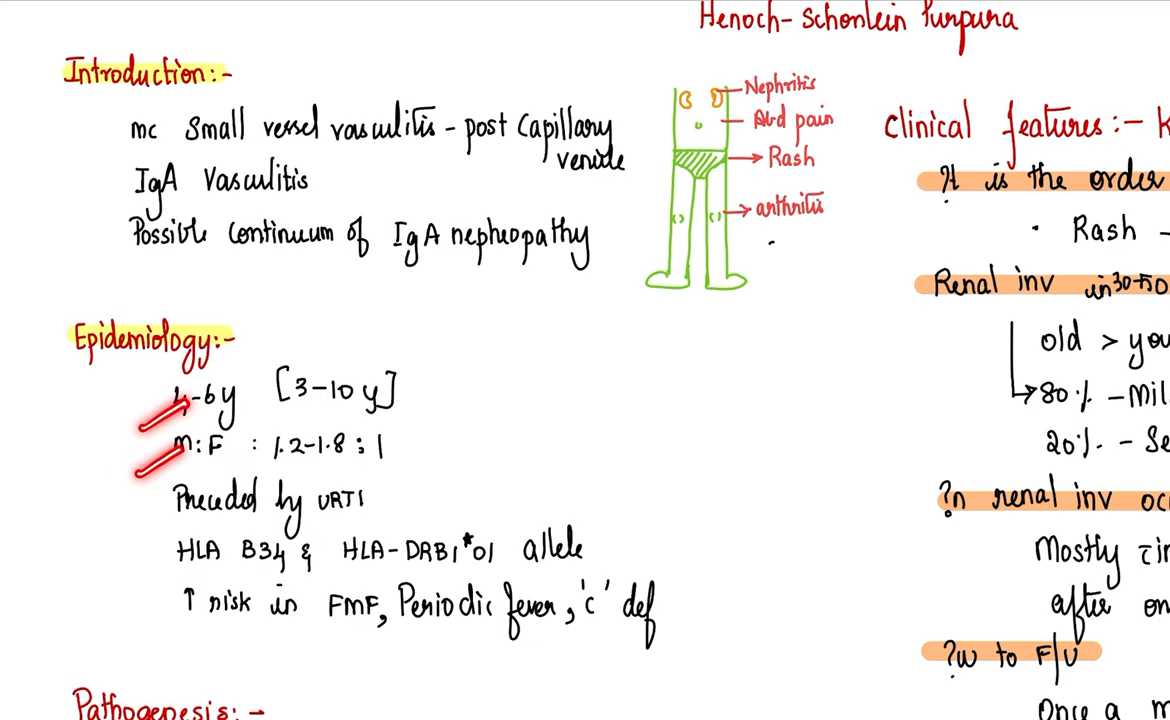 Henoch-Schonlein Purpura
Introduction:-
mc small vessel vasculitis - post capillary
venule
IgA Vasculitis
Possible continuum of IgA nephropathy
Nephritis
Abd pain
Rash
arthritis
Epidemiology:-
4-6y [3-10y]
m:F : 1.2-1.8:1
Preceded by URTI
HLA B34 & HLA-DRB1*01 allele
↑ risk in FMF, Periodic fever, 'c' def
Pathogenesis:-
Clinical features:-
?H is the order
• Rash -
Renal inv in 30-50
old > you
80% - Mil
20% - Se
?n renal inv occ
Mostly
after on
?w to F/U
Once a m